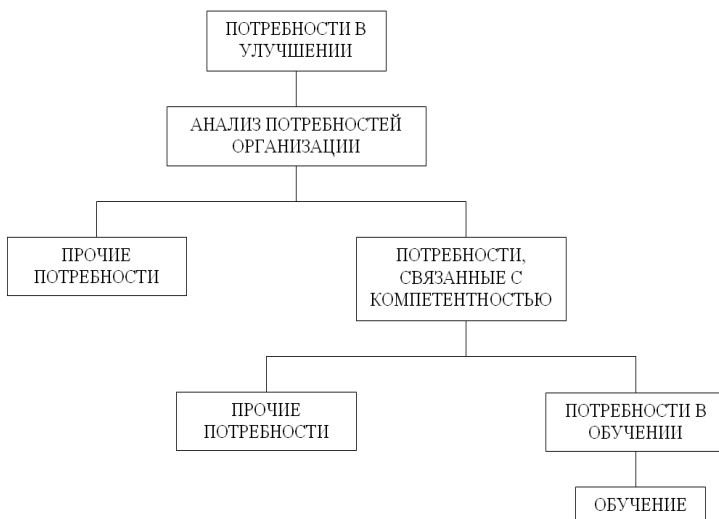 ПОТРЕБНОСТИ В
УЛУЧШЕНИИ
АНАЛИЗ ПОТРЕБНОСТЕЙ
ОРГАНИЗАЦИИ
ПРОЧИЕ
ПОТРЕБНОСТИ
ПОТРЕБНОСТИ,
СВЯЗАННЫЕ С
КОМПЕТЕНТНОСТЬЮ
ПРОЧИЕ
ПОТРЕБНОСТИ
ПОТРЕБНОСТИ В
ОБУЧЕНИИ
ОБУЧЕНИЕ